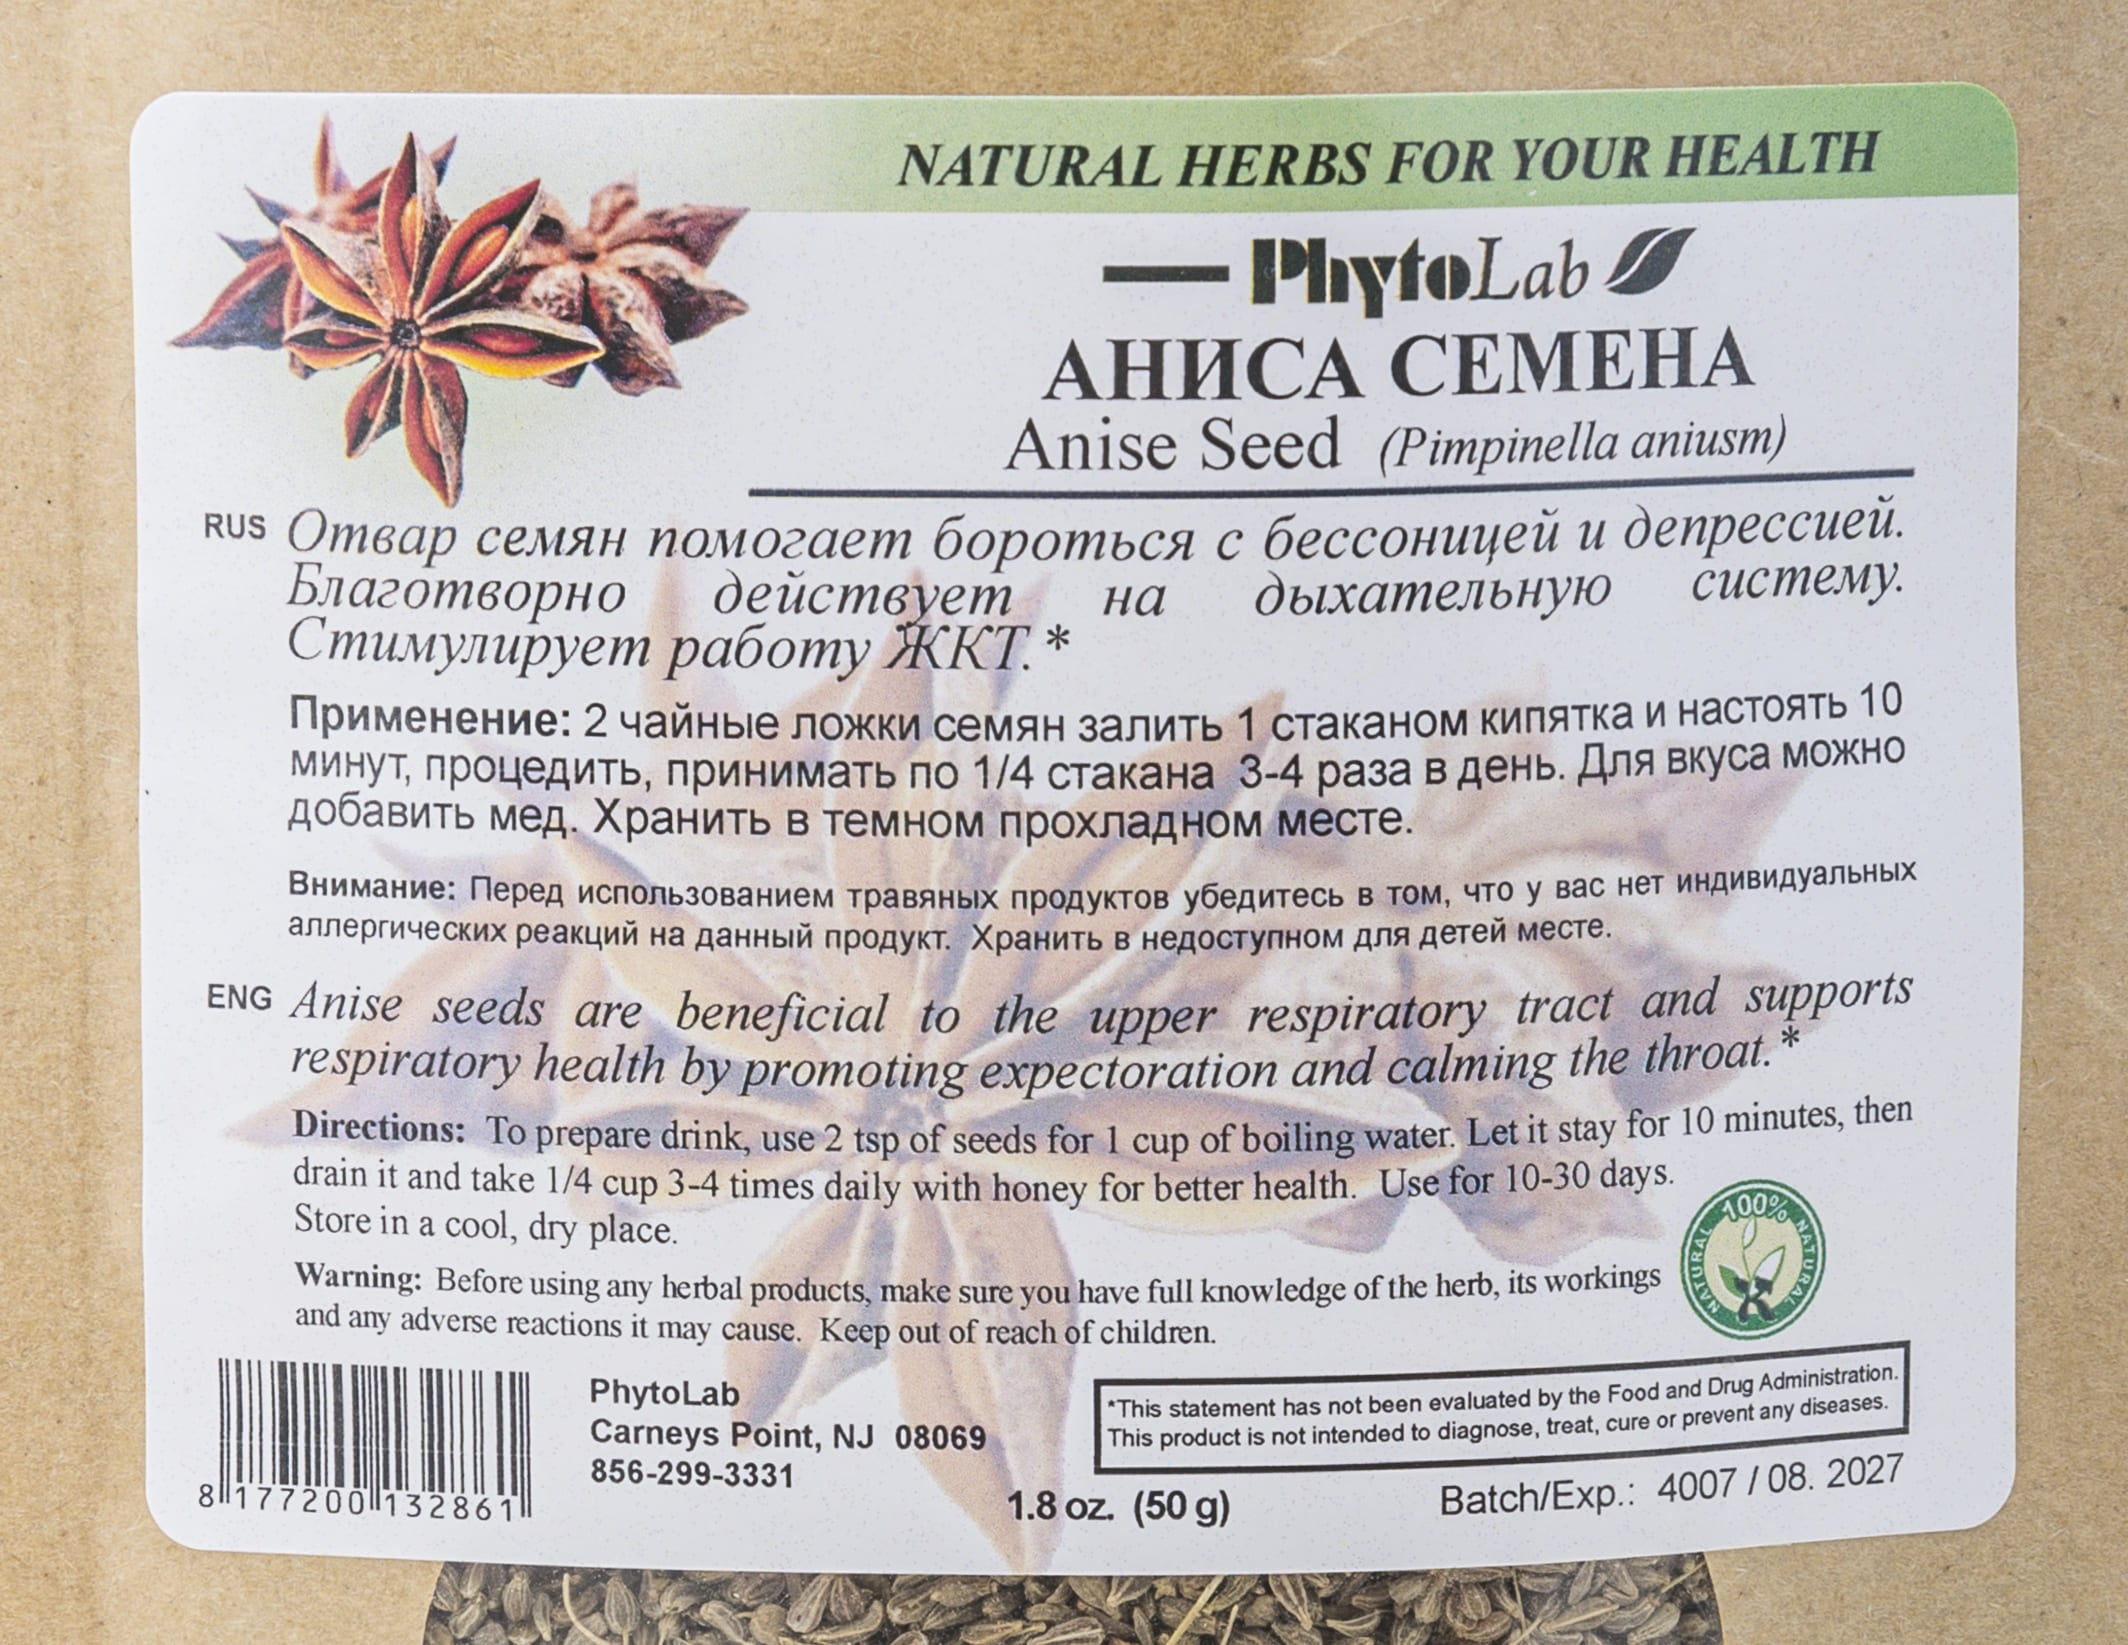 NATURAL HERBS FOR YOUR HEALTH
PhytoLab
АНИСА СЕМЕНА
Anise Seed (Pimpinella aniusm)
RUS Отвар семян помогает бороться с бессоницей и депрессией.
Благотворно действует на дыхательную систему.
Стимулирует работу ЖКТ.*
Применение: 2 чайные ложки семян залить 1 стаканом кипятка и настоять 10
минут, процедить, принимать по 1/4 стакана 3-4 раза в день. Для вкуса можно
добавить мед. Хранить в темном прохладном месте.
Внимание: Перед использованием травяных продуктов убедитесь в том, что у вас нет индивидуальных
аллергических реакций на данный продукт. Хранить в недоступном для детей месте.
ENG Anise seeds are beneficial to the upper respiratory tract and supports
respiratory health by promoting expectoration and calming the throat.*
Directions: To prepare drink, use 2 tsp of seeds for 1 cup of boiling water. Let it stay for 10 minutes, then
drain it and take 1/4 cup 3-4 times daily with honey for better health. Use for 10-30 days.
Store in a cool, dry place.
100% NATURAL NATURAL K
Warning: Before using any herbal products, make sure you have full knowledge of the herb, its workings
and any adverse reactions it may cause. Keep out of reach of children.
8 177200 132861
PhytoLab
Carneys Point, NJ 08069
856-299-3331
*This statement has not been evaluated by the Food and Drug Administration.
This product is not intended to diagnose, treat, cure or prevent any diseases.
1.8 oz. (50 g)
Batch/Exp.: 4007 / 08. 2027